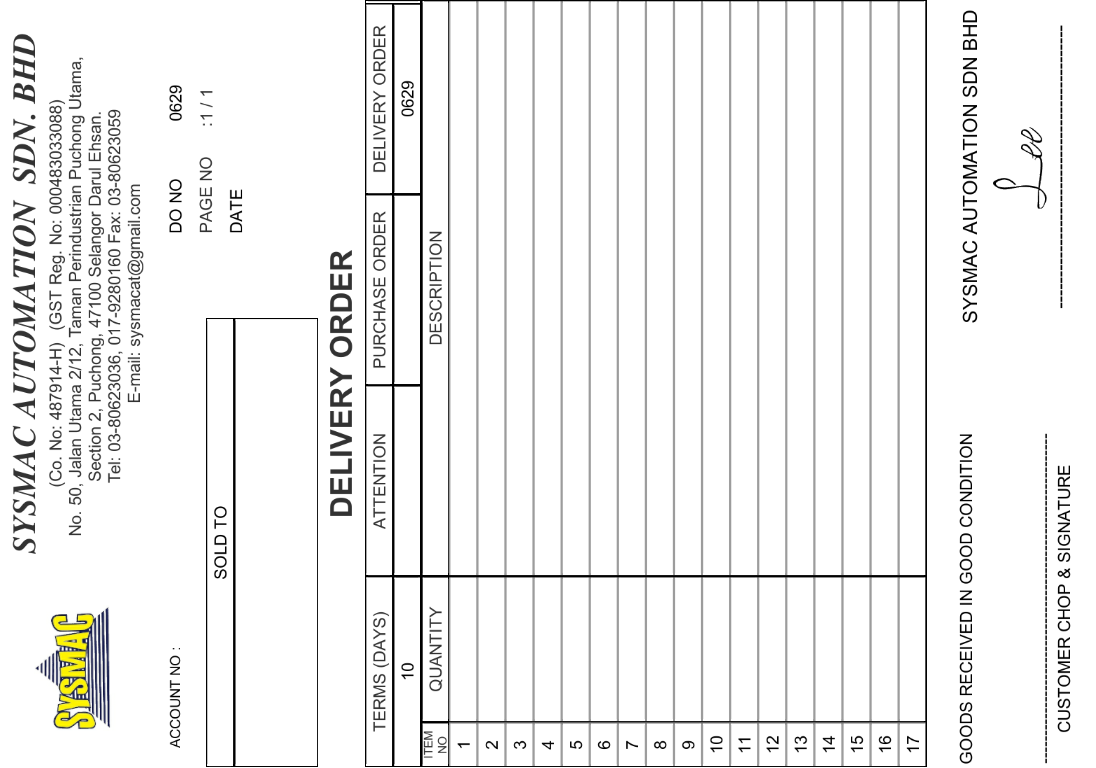 SYSMAC
SYSMAC AUTOMATION SDN. BHD
(Co. No: 487914-H) (GST Reg. No: 000483033088)
No. 50, Jalan Utama 2/12, Taman Perindustrian Puchong Utama,
Section 2, Puchong, 47100 Selangor Darul Ehsan.
Tel: 03-80623036, 017-9280160 Fax: 03-80623059
E-mail: sysmacat@gmail.com
ACCOUNT NO : DO NO 0629
PAGE NO :1 / 1
SOLD TO DATE
DELIVERY ORDER
TERMS (DAYS) ATTENTION PURCHASE ORDER DELIVERY ORDER
10 0629
ITEM NO QUANTITY DESCRIPTION
1
2
3
4
5
6
7
8
9
10
11
12
13
14
15
16
17
GOODS RECEIVED IN GOOD CONDITION SYSMAC AUTOMATION SDN BHD
Lee
CUSTOMER CHOP & SIGNATURE